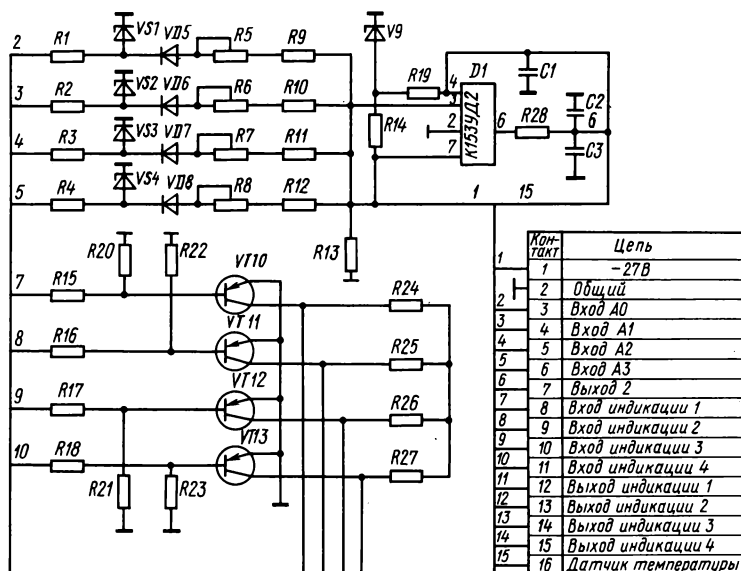 2 R1 VS1 VD5 R5 R9 V9
3 R2 VS2 VD6 R6 R10 R19 4 D1 C1
4 R3 VS3 VD7 R7 R11 R14 3 2 7 К153УД2 6 R28 C2 6 C3
5 R4 VS4 VD8 R8 R12 1 15
R20 R22 R13
7 R15 VT10 R24
8 R16 VT11 R25
9 R17 VT12 R26
10 R18 VT13 R27
R21 R23
Кон-такт Цепь
1 1 -27В
2 2 Общий
3 3 Вход А0
4 4 Вход А1
5 5 Вход А2
6 6 Вход А3
7 7 Выход 2
8 8 Вход индикации 1
9 9 Вход индикации 2
10 10 Вход индикации 3
11 11 Вход индикации 4
12 12 Выход индикации 1
13 13 Выход индикации 2
14 14 Выход индикации 3
15 15 Выход индикации 4
16 Датчик температуры